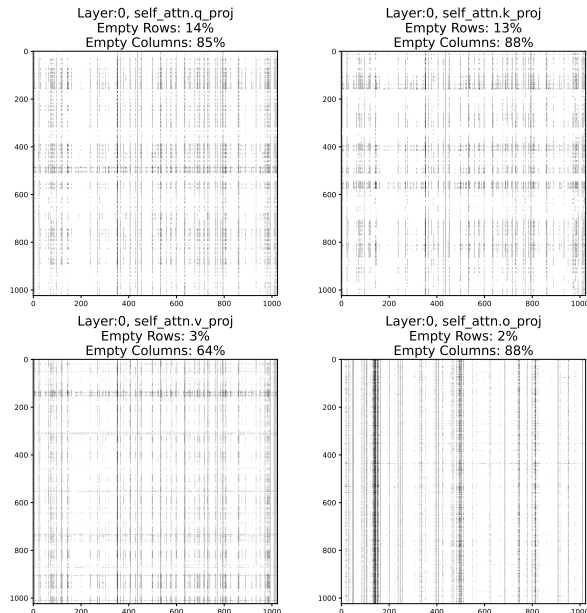 Layer:0, self_attn.q_proj
Empty Rows: 14%
Empty Columns: 85%
0
200
400
600
800
1000
0 200 400 600 800 1000
Layer:0, self_attn.k_proj
Empty Rows: 13%
Empty Columns: 88%
0
200
400
600
800
1000
0 200 400 600 800 1000
Layer:0, self_attn.v_proj
Empty Rows: 3%
Empty Columns: 64%
0
200
400
600
800
1000
0 200 400 600 800 1000
Layer:0, self_attn.o_proj
Empty Rows: 2%
Empty Columns: 88%
0
200
400
600
800
1000
0 200 400 600 800 1000